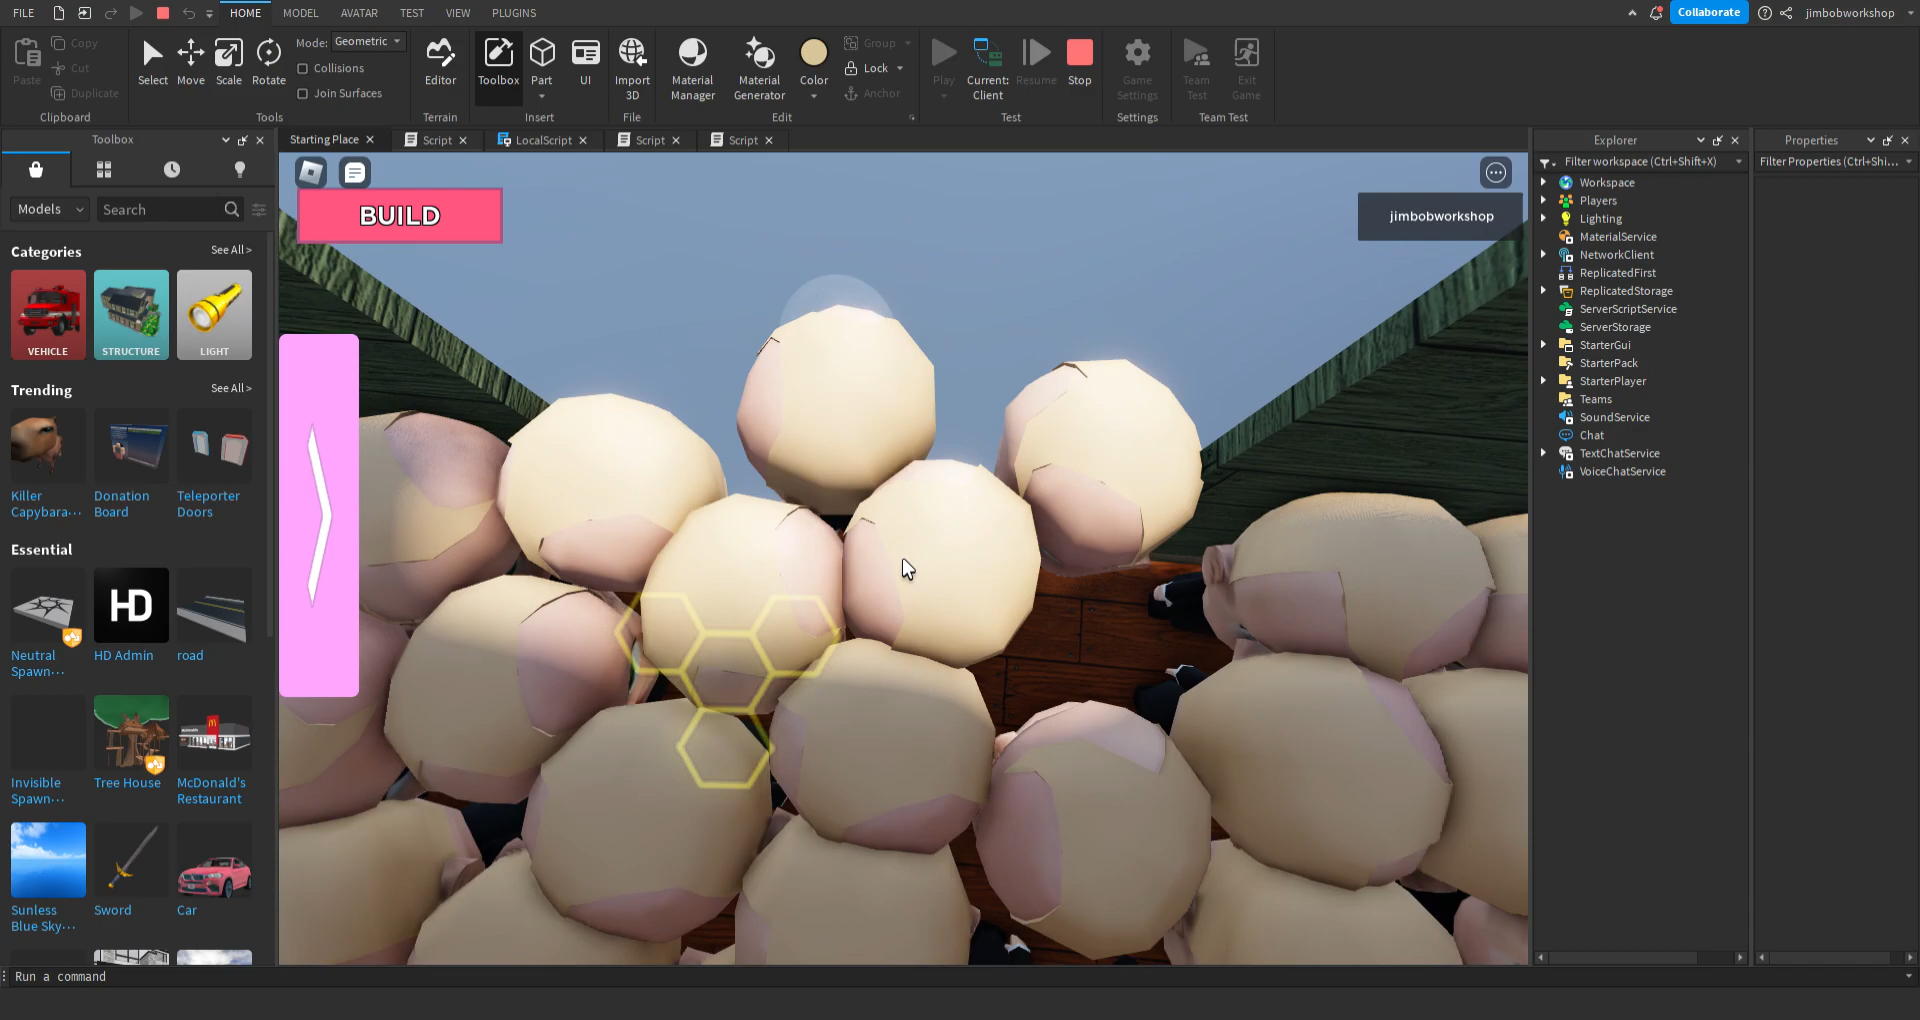 FILE
HOME
MODEL
AVATAR
TEST
VIEW
PLUGINS
Collaborate
jimbobworkshop
Paste
Copy
Cut
Duplicate
Clipboard
Select
Move
Scale
Rotate
Mode:
Geometric
Collisions
Join Surfaces
Tools
Editor
Terrain
Toolbox
Part
UI
Insert
Import
3D
File
Material
Manager
Material
Generator
Color
Group
Lock
Anchor
Edit
Play
Current:
Client
Resume
Stop
Test
Game
Settings
Settings
Team
Test
Exit
Game
Team Test
Toolbox
Starting Place
Script
LocalScript
Script
Script
Explorer
Properties
Models
Search
Categories
See All >
VEHICLE
STRUCTURE
LIGHT
Trending
See All >
Killer
Capybara···
Donation
Board
Teleporter
Doors
Essential
HD
Neutral
Spawn···
HD Admin
road
Invisible
Spawn···
Tree House
McDonald's
Restaurant
Sunless
Blue Sky···
Sword
Car
BUILD
jimbobworkshop
Filter workspace (Ctrl+Shift+X)
Workspace
Players
Lighting
MaterialService
NetworkClient
ReplicatedFirst
ReplicatedStorage
ServerScriptService
ServerStorage
StarterGui
StarterPack
StarterPlayer
Teams
SoundService
Chat
TextChatService
VoiceChatService
Filter Properties (Ctrl+Shi...
Run a command